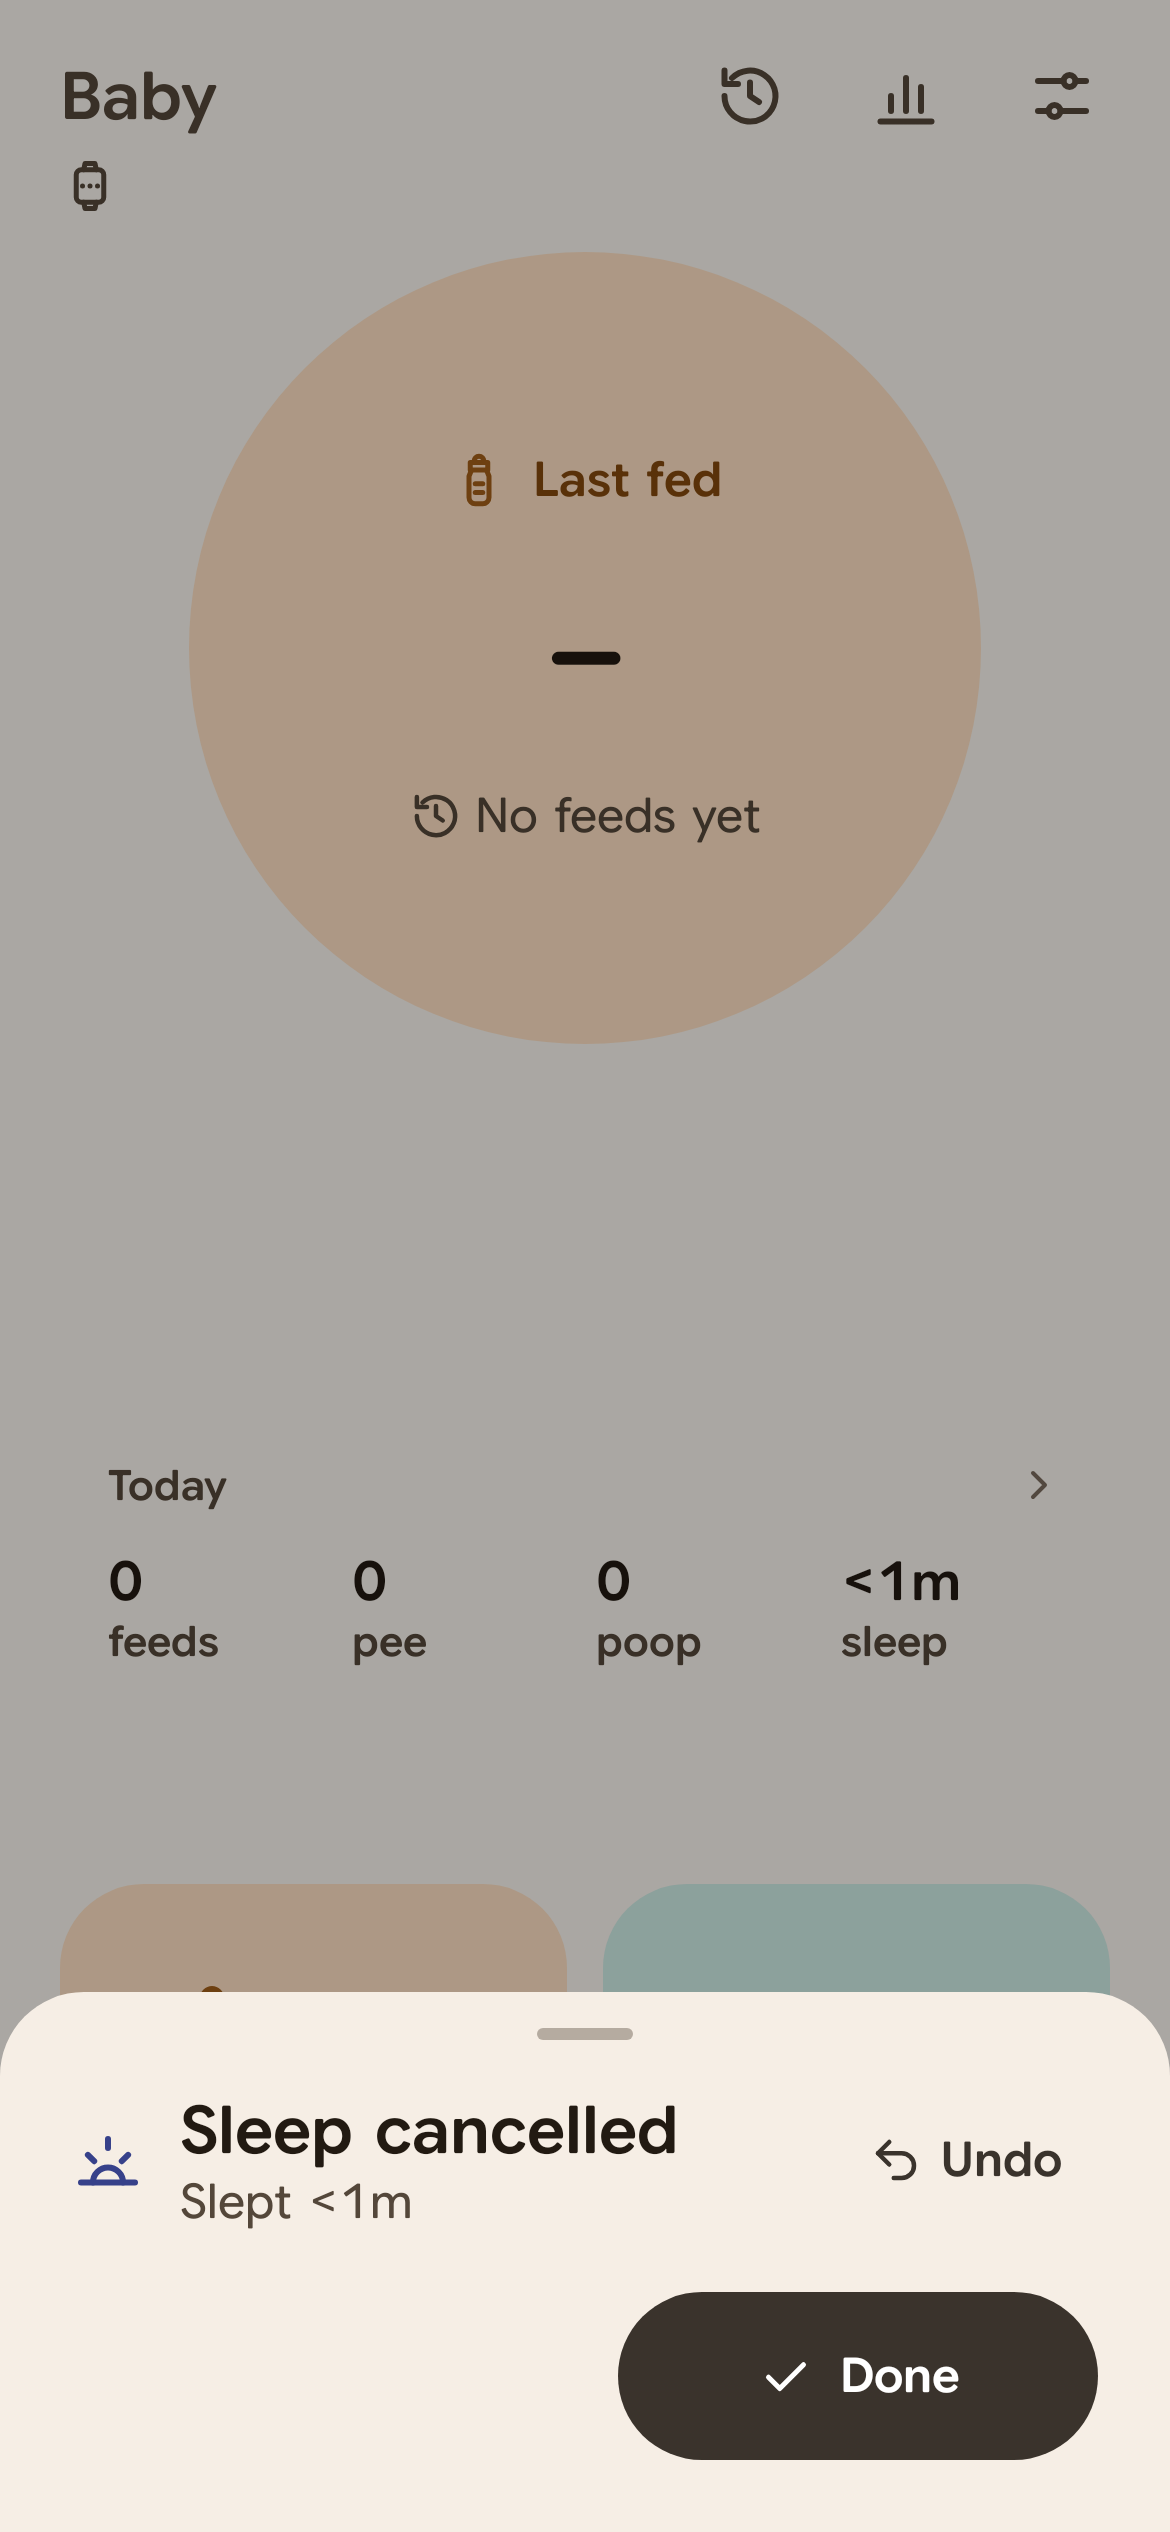 Baby
Last fed
–
No feeds yet
Today
0 0 0 <1m
feeds pee poop sleep
Sleep cancelled
Slept <1m
Undo
Done